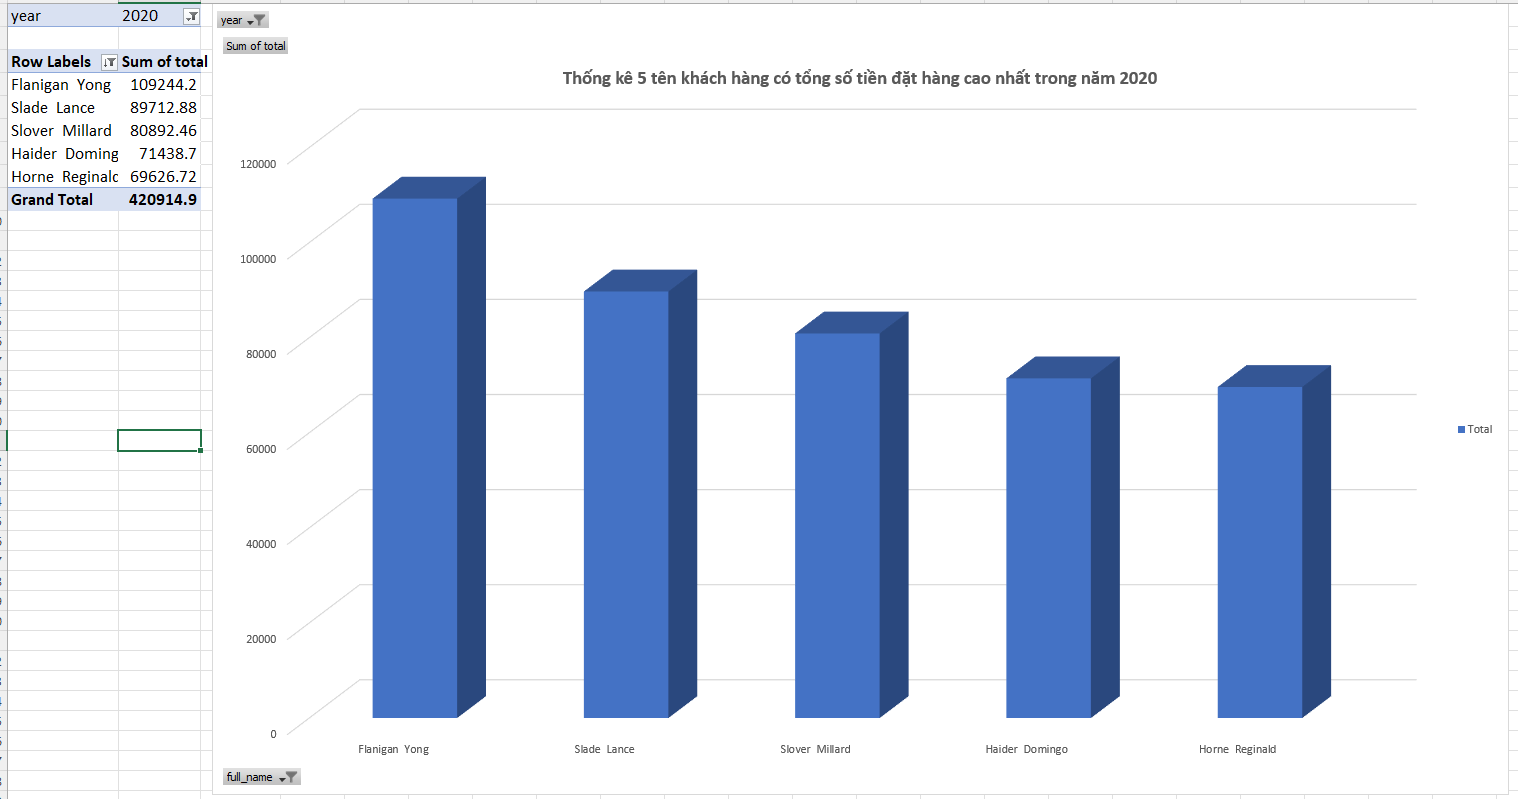 year 2020
Row Labels Sum of total
Flanigan Yong 109244.2
Slade Lance 89712.88
Slover Millard 80892.46
Haider Doming 71438.7
Horne Reginald 69626.72
Grand Total 420914.9
year
Sum of total
Thống kê 5 tên khách hàng có tổng số tiền đặt hàng cao nhất trong năm 2020
120000
100000
80000
60000
40000
20000
0
Flanigan Yong Slade Lance Slover Millard Haider Domingo Horne Reginald
Total
full_name